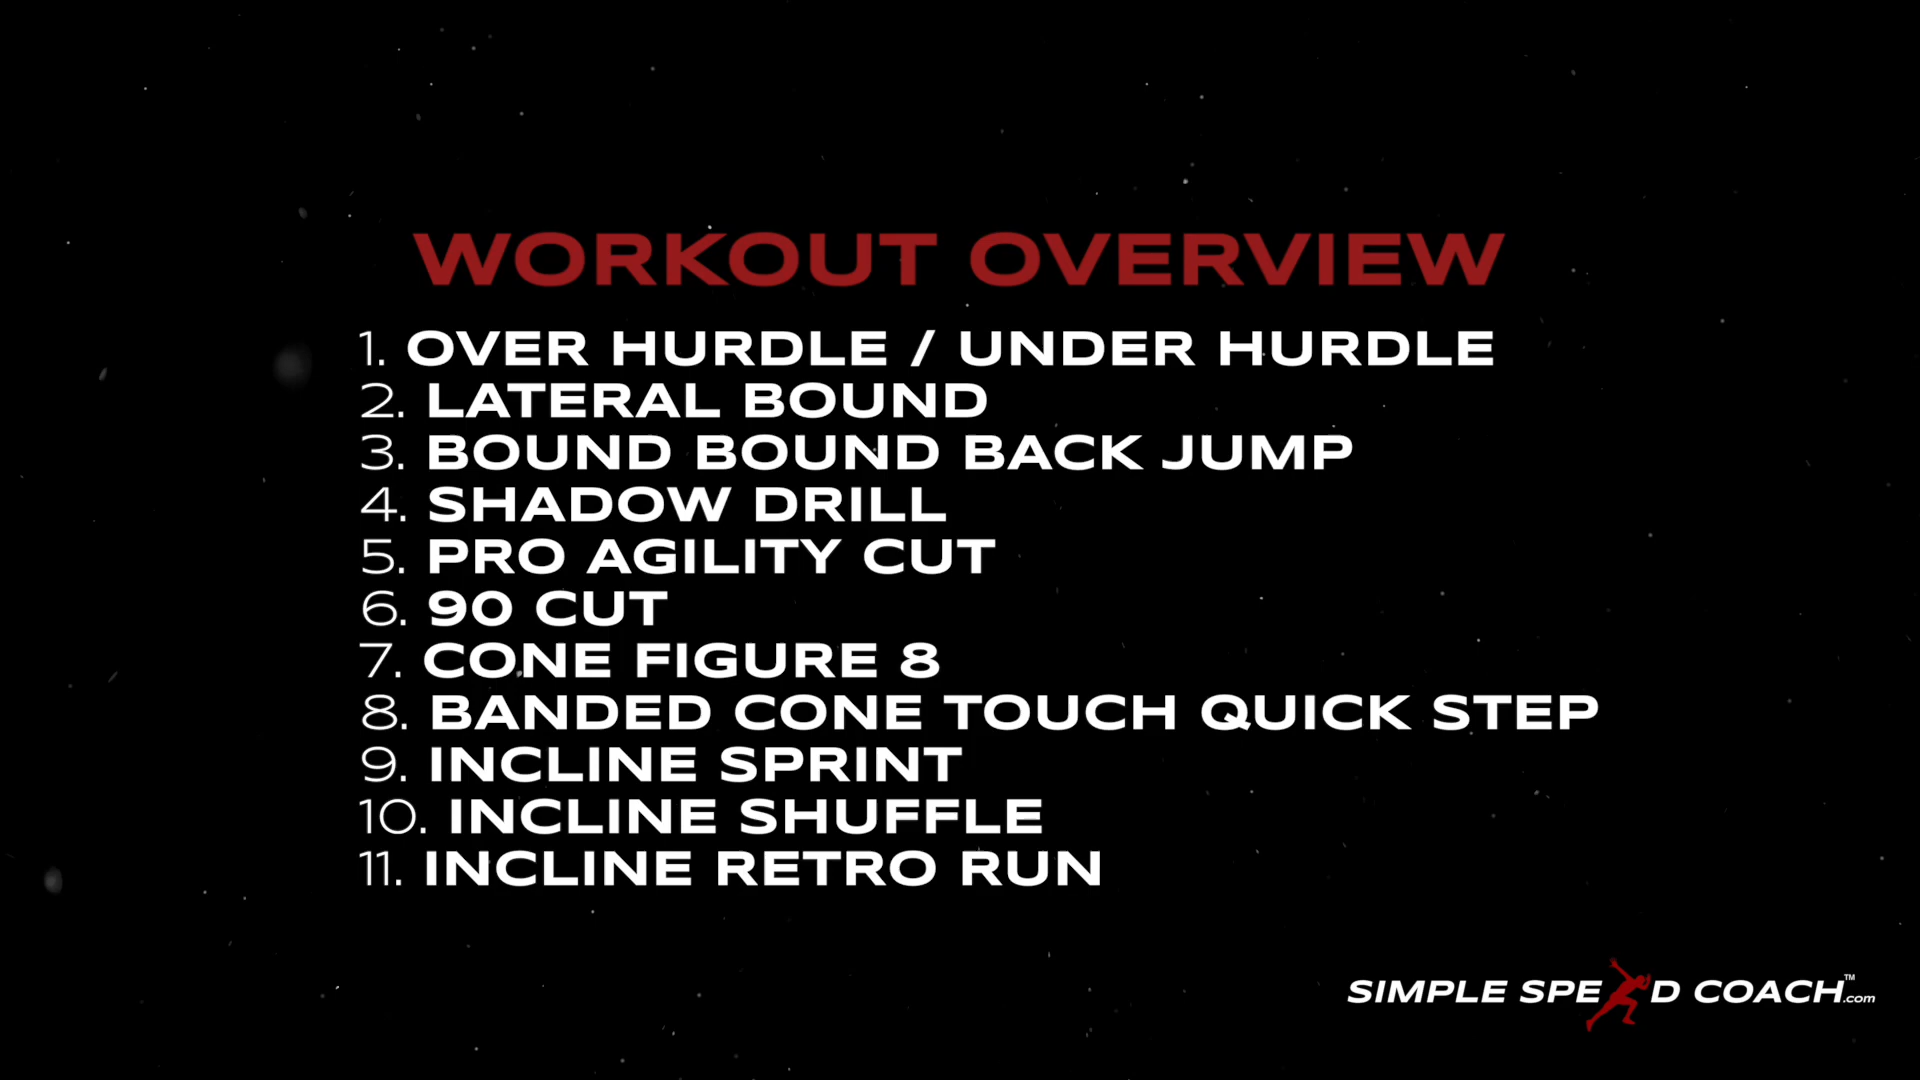 WORKOUT OVERVIEW
1. OVER HURDLE / UNDER HURDLE
2. LATERAL BOUND
3. BOUND BOUND BACK JUMP
4. SHADOW DRILL
5. PRO AGILITY CUT
6. 90 CUT
7. CONE FIGURE 8
8. BANDED CONE TOUCH QUICK STEP
9. INCLINE SPRINT
10. INCLINE SHUFFLE
11. INCLINE RETRO RUN
SIMPLE SPEED COACH™.com